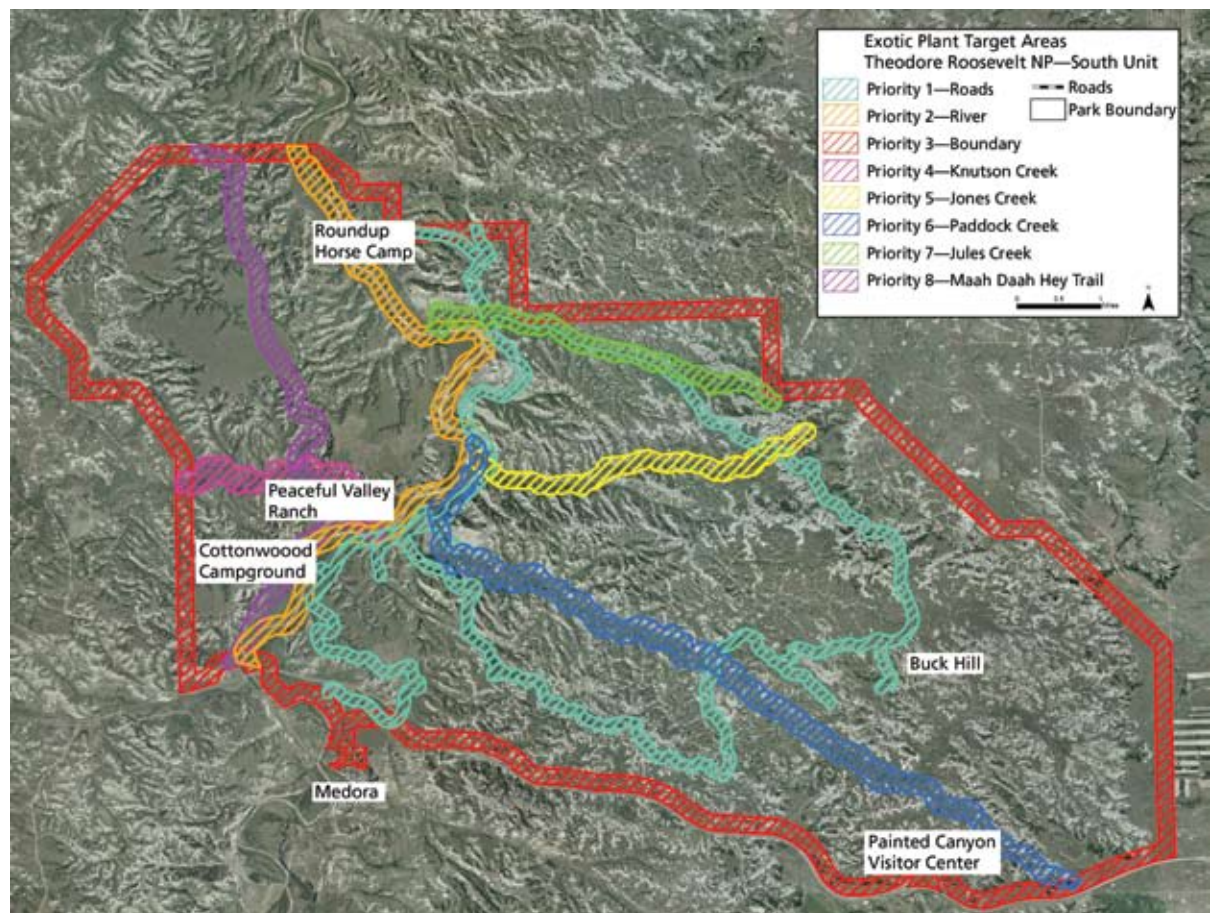 Exotic Plant Target Areas
Theodore Roosevelt NP—South Unit
Priority 1—Roads
Priority 2—River
Priority 3—Boundary
Priority 4—Knutson Creek
Priority 5—Jones Creek
Priority 6—Paddock Creek
Priority 7—Jules Creek
Priority 8—Maah Daah Hey Trail
Roads
Park Boundary
0
1
Roundup
Horse Camp
Peaceful Valley
Ranch
Cottonwoood
Campground
Buck Hill
Medora
Painted Canyon
Visitor Center